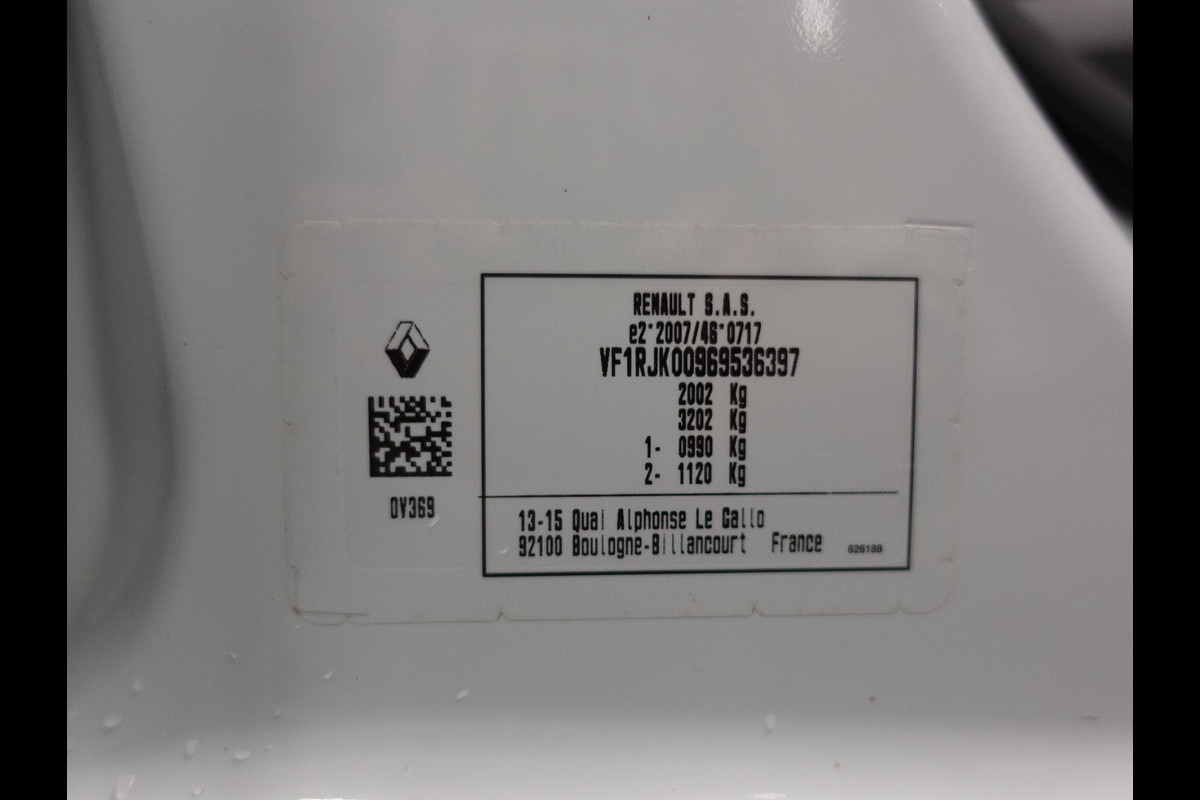 RENAULT S.A.S.
e2*2007/46*0717
VF1RJK00969536397
2002 Kg
3202 Kg
1- 0990 Kg
2- 1120 Kg
0V369
13-15 Quai Alphonse Le Gallo
92100 Boulogne-Billancourt France
626188